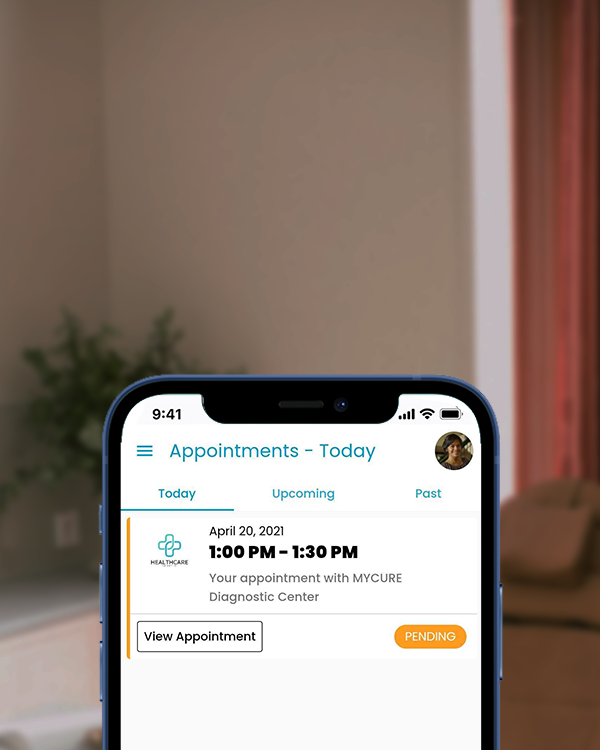 9:41
Appointments - Today
Today Upcoming Past
April 20, 2021
1:00 PM - 1:30 PM
HEALTHCARE
Your appointment with MYCURE
Diagnostic Center
View Appointment PENDING